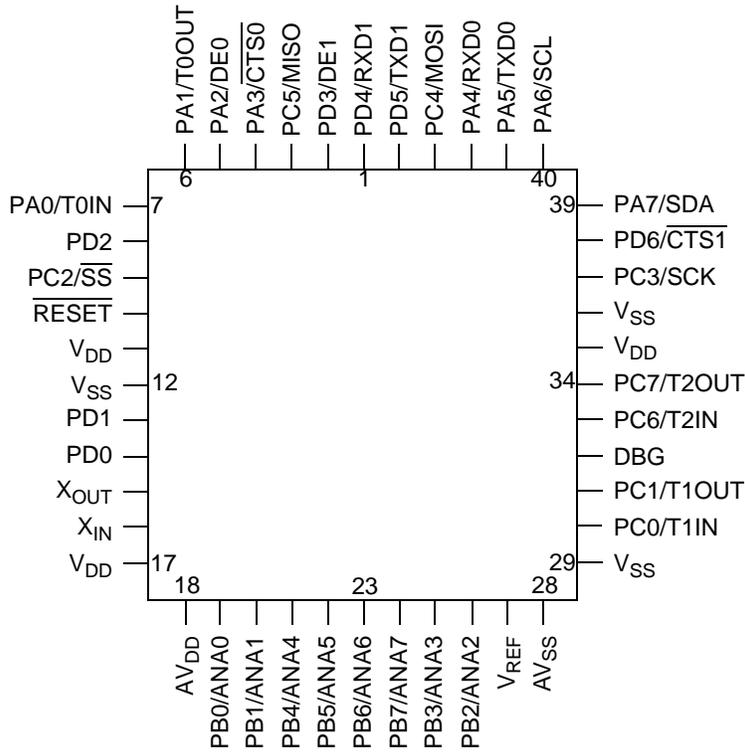 PA1/T0OUT
PA2/DE0
PA3/CTS0
PC5/MISO
PD3/DE1
PD4/RXD1
PD5/TXD1
PC4/MOSI
PA4/RXD0
PA5/TXD0
PA6/SCL
6
1
40
PA0/T0IN 7
39 PA7/SDA
PD2
PD6/CTS1
PC2/SS
PC3/SCK
RESET
VSS
VDD
VDD
VSS 12
34 PC7/T2OUT
PD1
PC6/T2IN
PD0
DBG
XOUT
PC1/T1OUT
XIN
PC0/T1IN
VDD 17
29 VSS
18
23
28
AVDD
PB0/ANA0
PB1/ANA1
PB4/ANA4
PB5/ANA5
PB6/ANA6
PB7/ANA7
PB3/ANA3
PB2/ANA2
VREF
AVSS